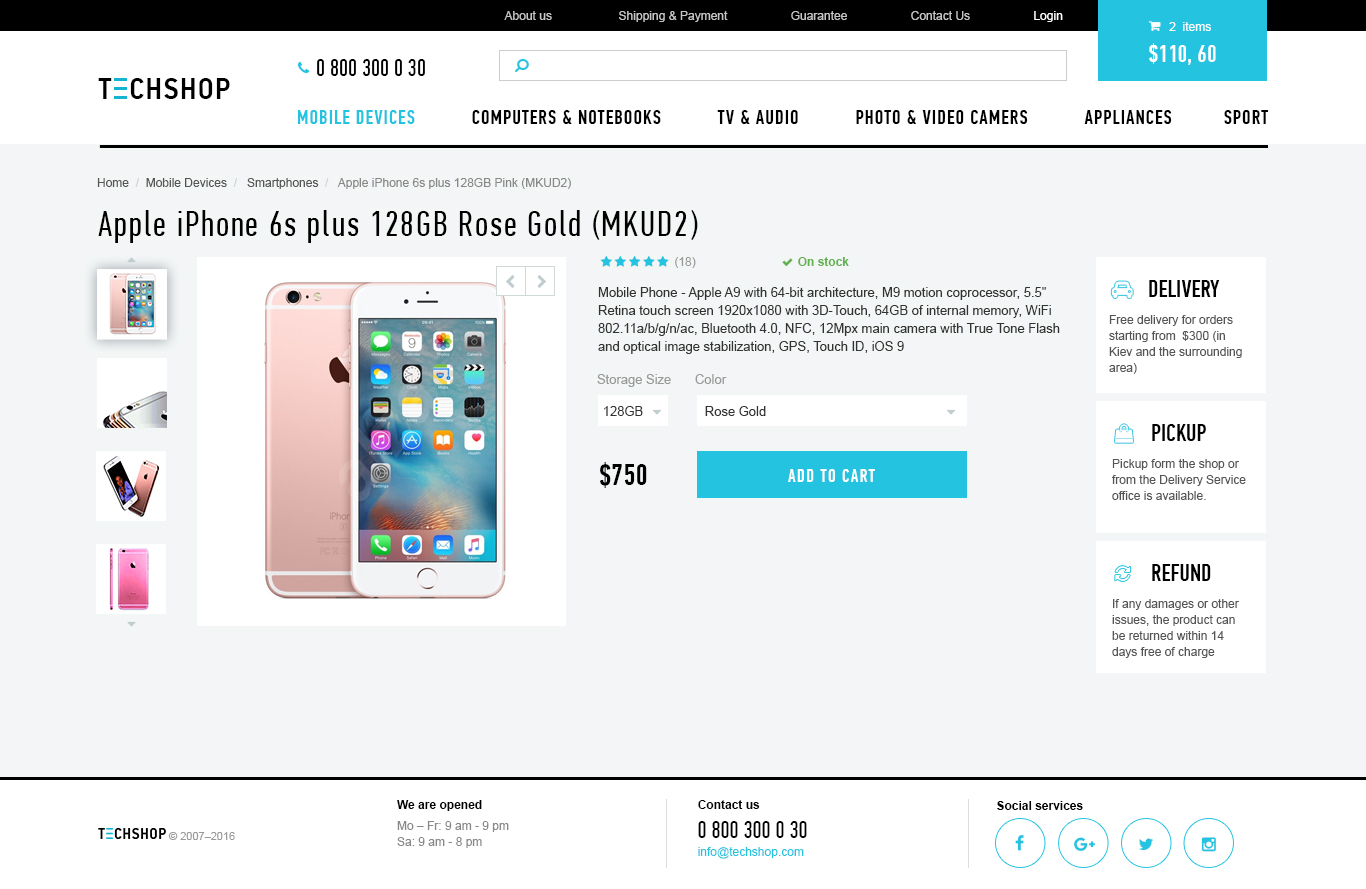 About us Shipping & Payment Guarantee Contact Us Login
2 items
$110, 60
TECHSHOP
0 800 300 0 30
MOBILE DEVICES COMPUTERS & NOTEBOOKS TV & AUDIO PHOTO & VIDEO CAMERAS APPLIANCES SPORT
Home / Mobile Devices / Smartphones / Apple iPhone 6s plus 128GB Pink (MKUD2)
Apple iPhone 6s plus 128GB Rose Gold (MKUD2)
(18) On stock
Mobile Phone - Apple A9 with 64-bit architecture, M9 motion coprocessor, 5.5"
Retina touch screen 1920x1080 with 3D-Touch, 64GB of internal memory, WiFi
802.11a/b/g/n/ac, Bluetooth 4.0, NFC, 12Mpx main camera with True Tone Flash
and optical image stabilization, GPS, Touch ID, iOS 9
Storage Size Color
128GB Rose Gold
$750 ADD TO CART
DELIVERY
Free delivery for orders
starting from $300 (in
Kiev and the surrounding
area)
PICKUP
Pickup form the shop or
from the Delivery Service
office is available.
REFUND
If any damages or other
issues, the product can
be returned within 14
days free of charge
TECHSHOP © 2007–2016
We are opened
Mo – Fr: 9 am - 9 pm
Sa: 9 am - 8 pm
Contact us
0 800 300 0 30
info@techshop.com
Social services